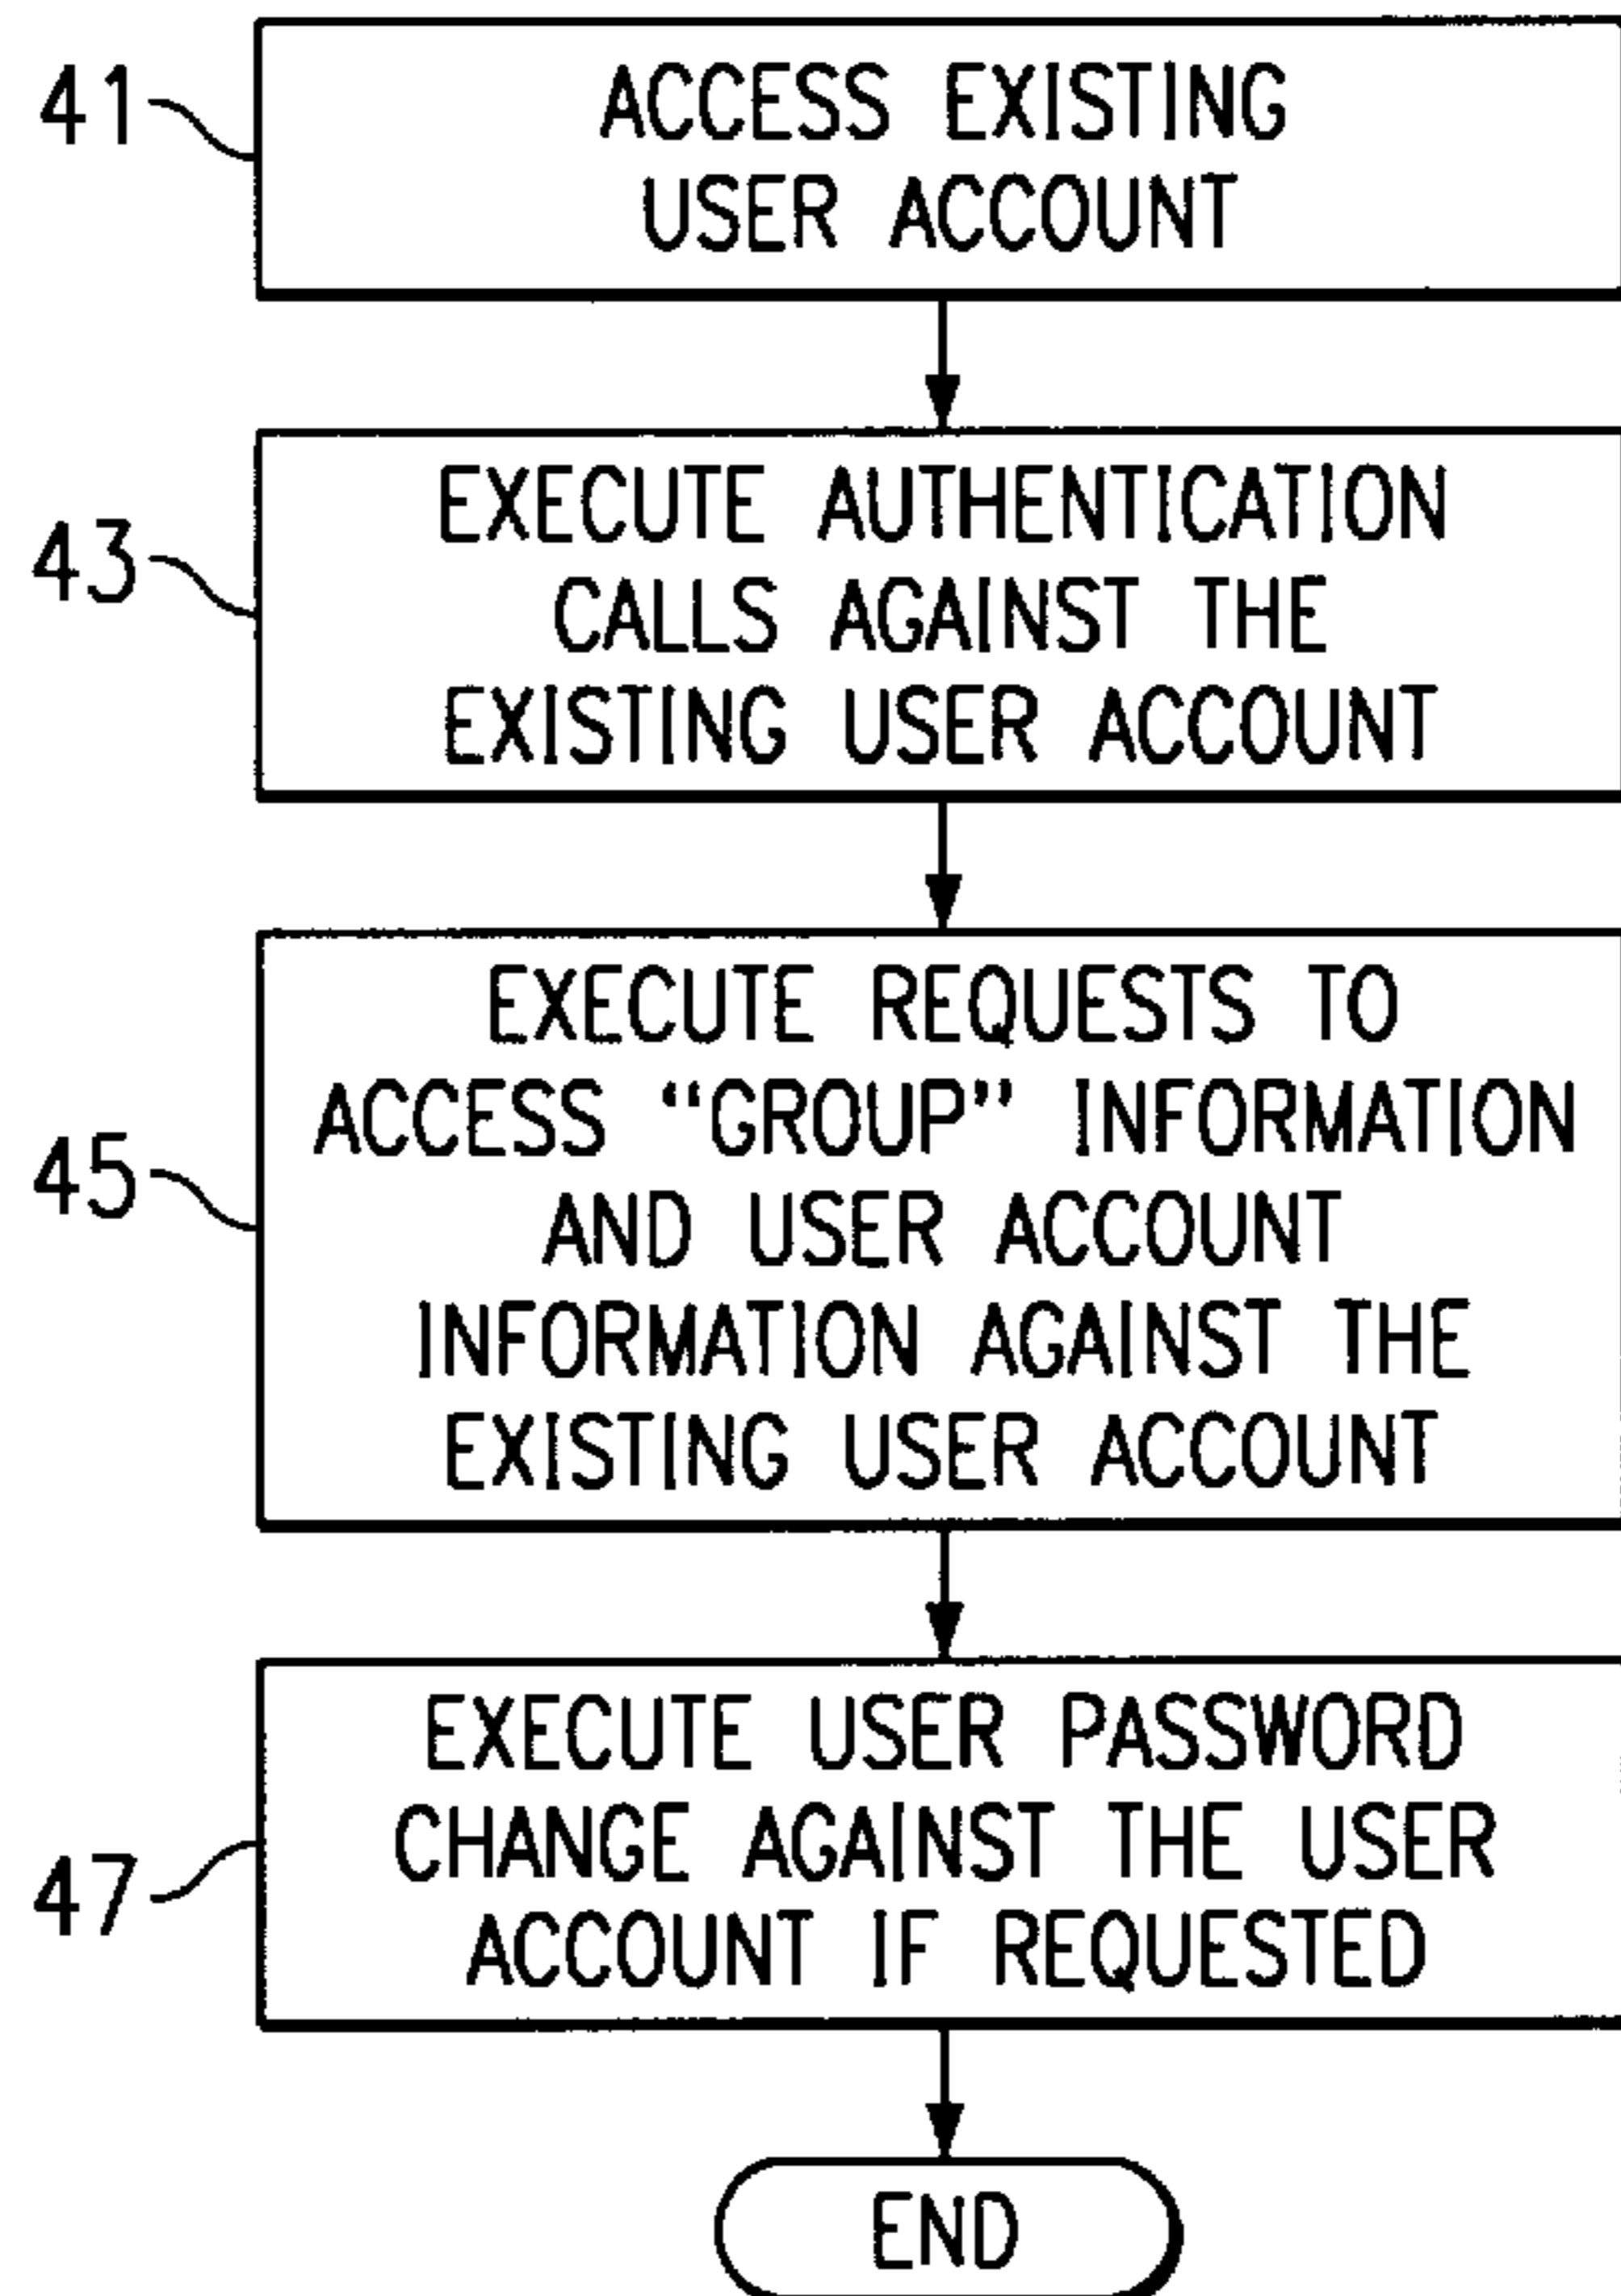 41
ACCESS EXISTING
USER ACCOUNT
43
EXECUTE AUTHENTICATION
CALLS AGAINST THE
EXISTING USER ACCOUNT
45
EXECUTE REQUESTS TO
ACCESS “GROUP” INFORMATION
AND USER ACCOUNT
INFORMATION AGAINST THE
EXISTING USER ACCOUNT
47
EXECUTE USER PASSWORD
CHANGE AGAINST THE USER
ACCOUNT IF REQUESTED
END